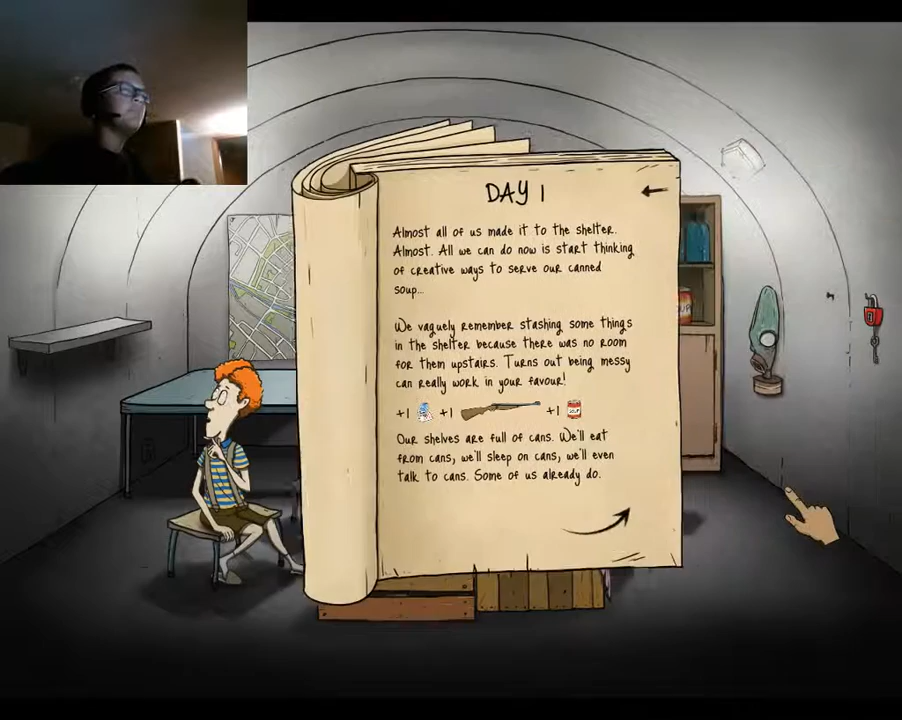 DAY 1
Almost all of us made it to the shelter.
Almost. All we can do now is start thinking
of creative ways to serve our canned
soup...
We vaguely remember stashing some things
in the shelter because there was no room
for them upstairs. Turns out being messy
can really work in your favour!
+1 +1 +1
Our shelves are full of cans. We'll eat
from cans, we'll sleep on cans, we'll even
talk to cans. Some of us already do.